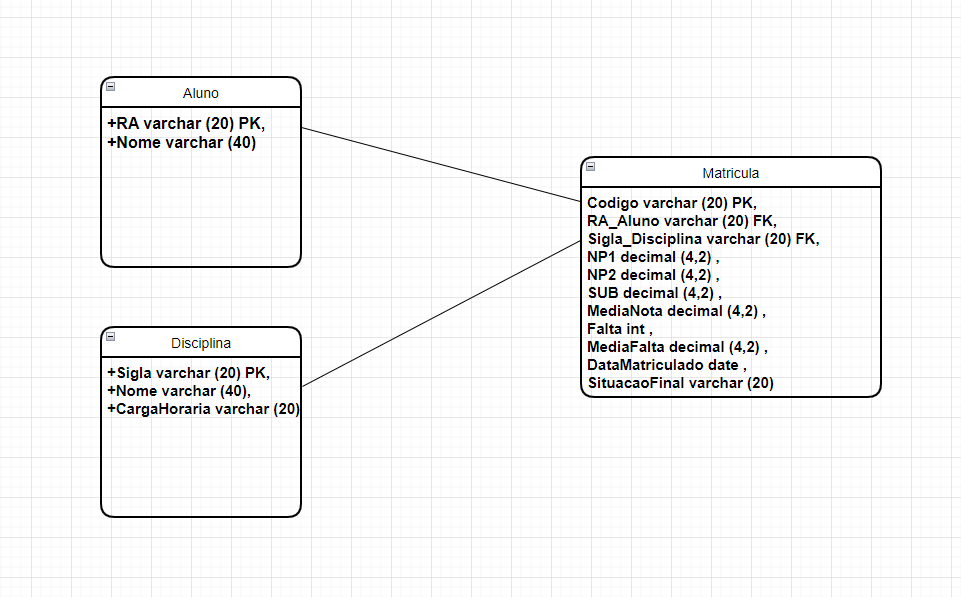 Aluno
+RA varchar (20) PK,
+Nome varchar (40)
Disciplina
+Sigla varchar (20) PK,
+Nome varchar (40),
+CargaHoraria varchar (20)
Matricula
Codigo varchar (20) PK,
RA_Aluno varchar (20) FK,
Sigla_Disciplina varchar (20) FK,
NP1 decimal (4,2) ,
NP2 decimal (4,2) ,
SUB decimal (4,2) ,
MediaNota decimal (4,2) ,
Falta int ,
MediaFalta decimal (4,2) ,
DataMatriculado date ,
SituacaoFinal varchar (20)